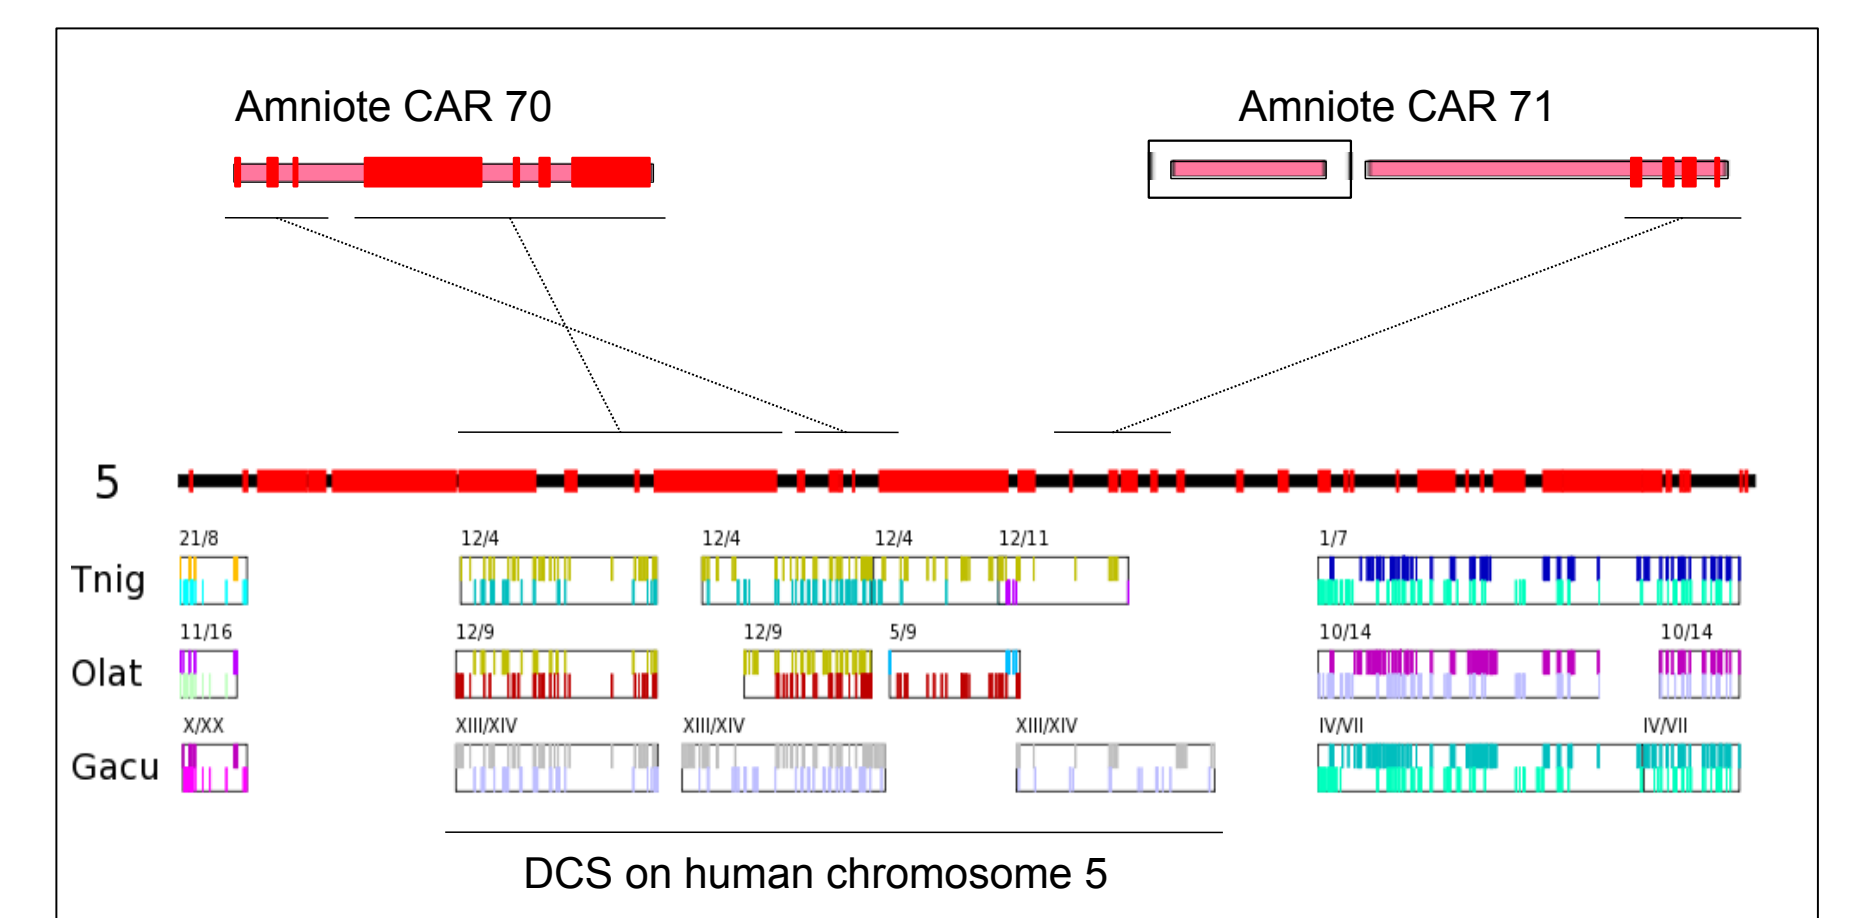 Amniote CAR 70
Amniote CAR 71
5
21/8 12/4 12/4 12/4 12/11 1/7
Tnig
11/16 12/9 12/9 5/9 10/14 10/14
Olat
X/XX XIII/XIV XIII/XIV XIII/XIV IV/VII IV/VII
Gacu
DCS on human chromosome 5